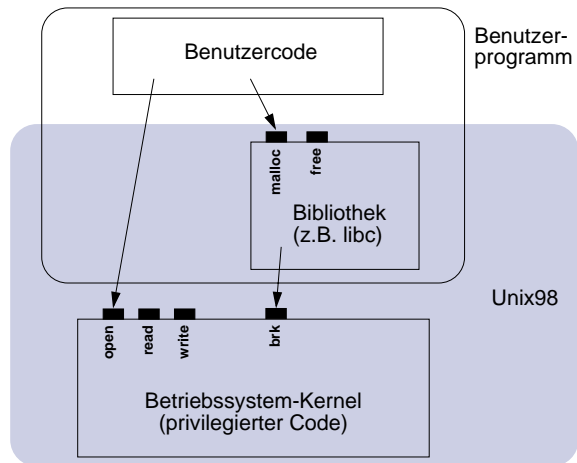 Benutzercode
Benutzer-
programm
malloc
free
Bibliothek
(z.B. libc)
Unix98
open
read
write
brk
Betriebssystem-Kernel
(privilegierter Code)